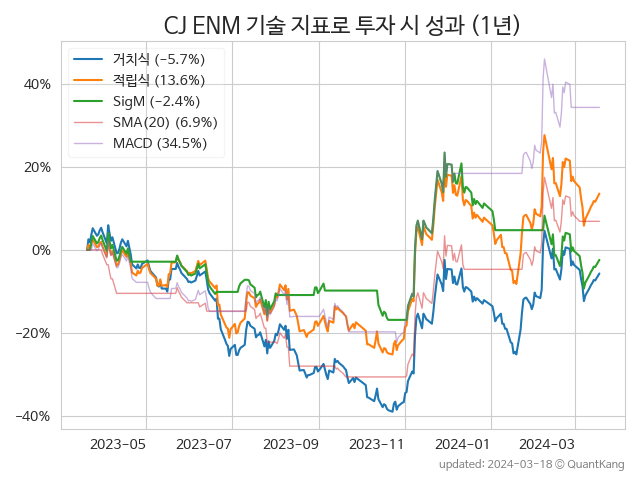 CJ ENM 기술 지표로 투자 시 성과 (1년)
거치식 (−5.7%)
적립식 (13.6%)
SigM (−2.4%)
SMA(20) (6.9%)
MACD (34.5%)
40%
20%
0%
−20%
−40%
2023-05 2023-07 2023-09 2023-11 2024-01 2024-03
updated: 2024-03-18 © QuantKang